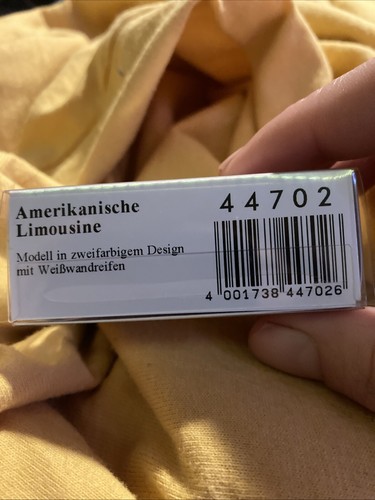 Amerikanische
Limousine
Modell in zweifarbigem Design
mit Weißwandreifen
44702
4 001738 447026